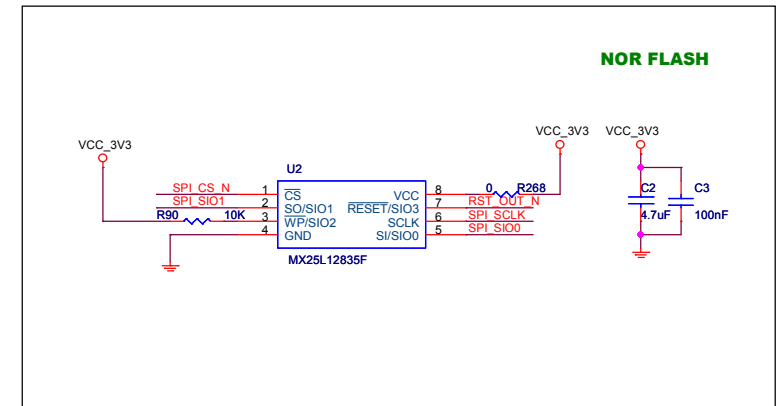 NOR FLASH
VCC_3V3
VCC_3V3
VCC_3V3
U2
SPI_CS_N 1 CS VCC 8 0 R268
SPI_SIO1 2 SO/SIO1 RESET/SIO3 7 RST_OUT_N
R90 10K 3 WP/SIO2 SCLK 6 SPI_SCLK
4 GND SI/SIO0 5 SPI_SIO0
MX25L12835F
C2 C3
4.7uF 100nF